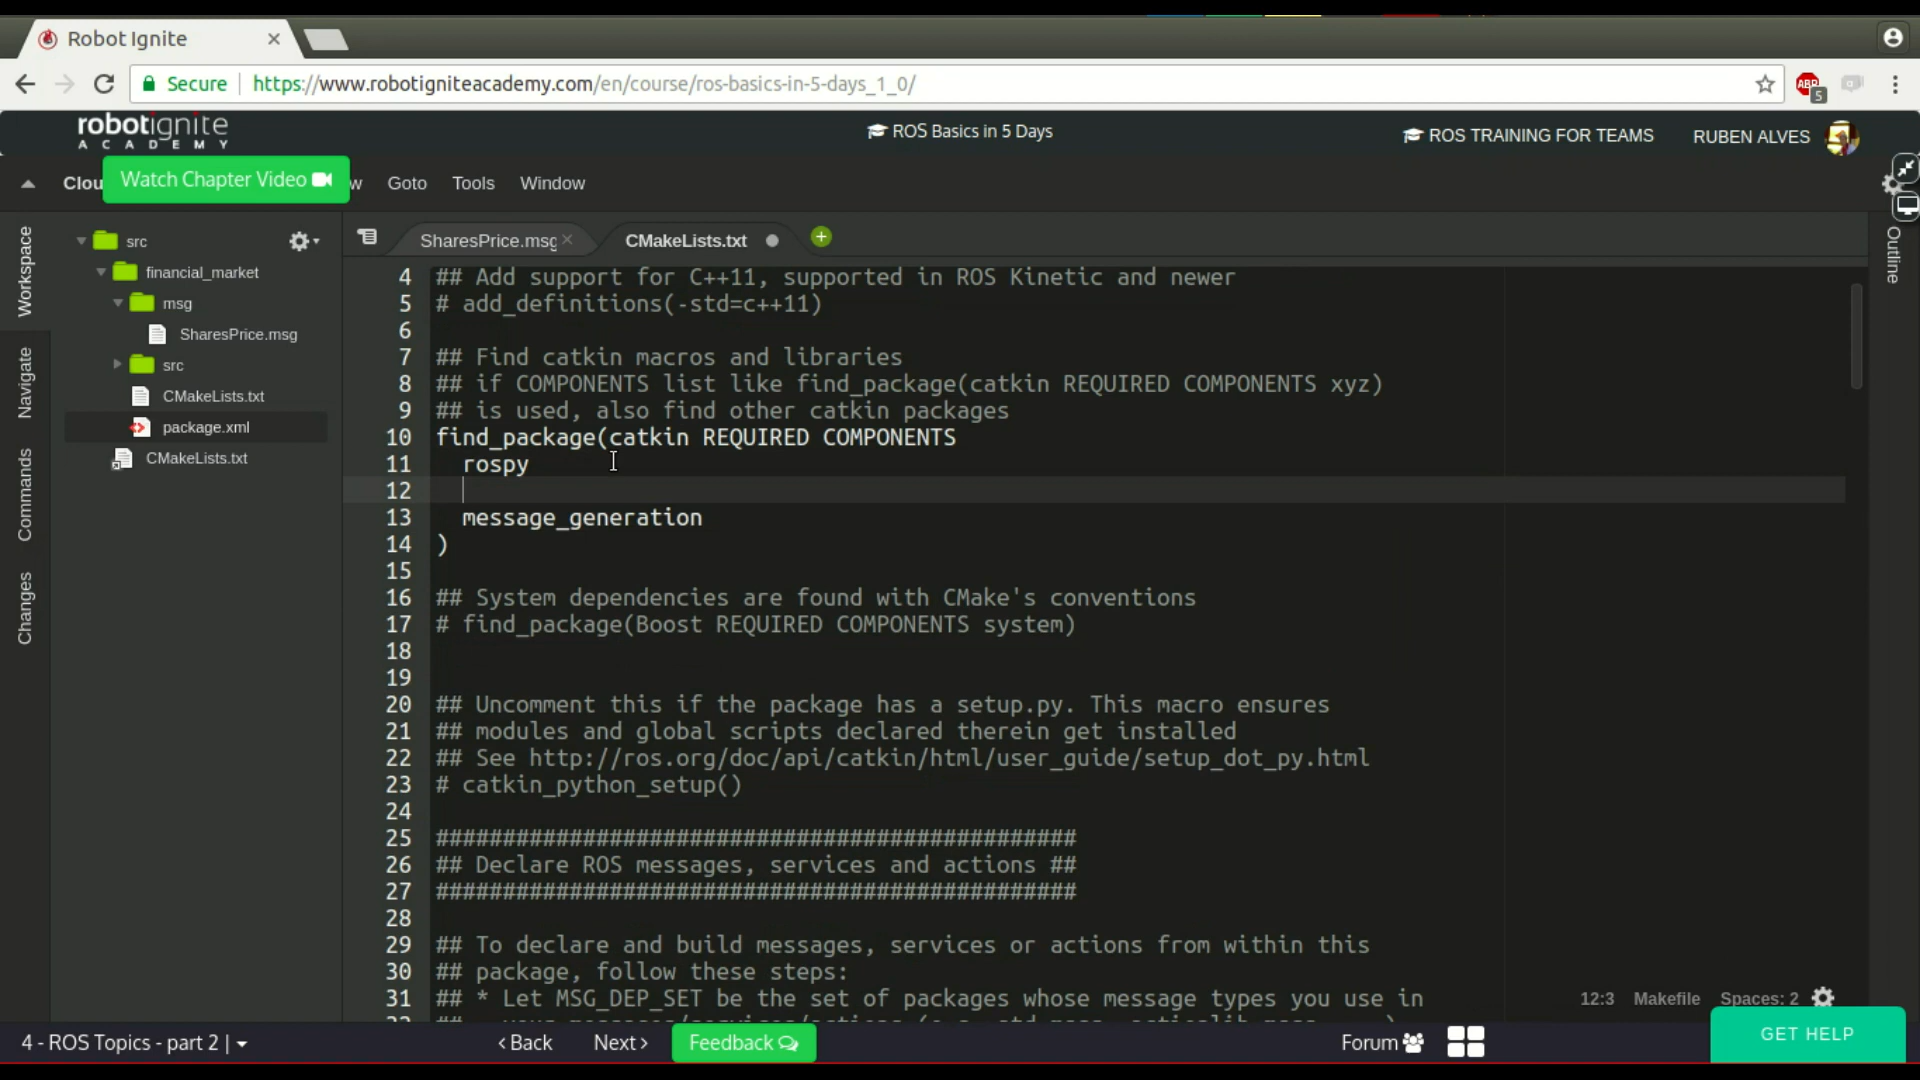 Robot Ignite
Secure https://www.robotigniteacademy.com/en/course/ros-basics-in-5-days_1_0/
ABP 5
robotignite
ACADEMY
ROS Basics in 5 Days
ROS TRAINING FOR TEAMS
RUBEN ALVES
Clou
Watch Chapter Video
w Goto Tools Window
Workspace
Navigate
Commands
Changes
src
financial_market
msg
SharesPrice.msg
src
CMakeLists.txt
package.xml
CMakeLists.txt
SharesPrice.msg CMakeLists.txt
Outline
4 ## Add support for C++11, supported in ROS Kinetic and newer
5 # add_definitions(-std=c++11)
6
7 ## Find catkin macros and libraries
8 ## if COMPONENTS list like find_package(catkin REQUIRED COMPONENTS xyz)
9 ## is used, also find other catkin packages
10 find_package(catkin REQUIRED COMPONENTS
11 rospy
12
13 message_generation
14 )
15
16 ## System dependencies are found with CMake's conventions
17 # find_package(Boost REQUIRED COMPONENTS system)
18
19
20 ## Uncomment this if the package has a setup.py. This macro ensures
21 ## modules and global scripts declared therein get installed
22 ## See http://ros.org/doc/api/catkin/html/user_guide/setup_dot_py.html
23 # catkin_python_setup()
24
25 ################################################
26 ## Declare ROS messages, services and actions ##
27 ################################################
28
29 ## To declare and build messages, services or actions from within this
30 ## package, follow these steps:
31 ## * Let MSG_DEP_SET be the set of packages whose message types you use in
12:3 Makefile Spaces: 2
4 - ROS Topics - part 2 |
< Back Next > Feedback
Forum
GET HELP